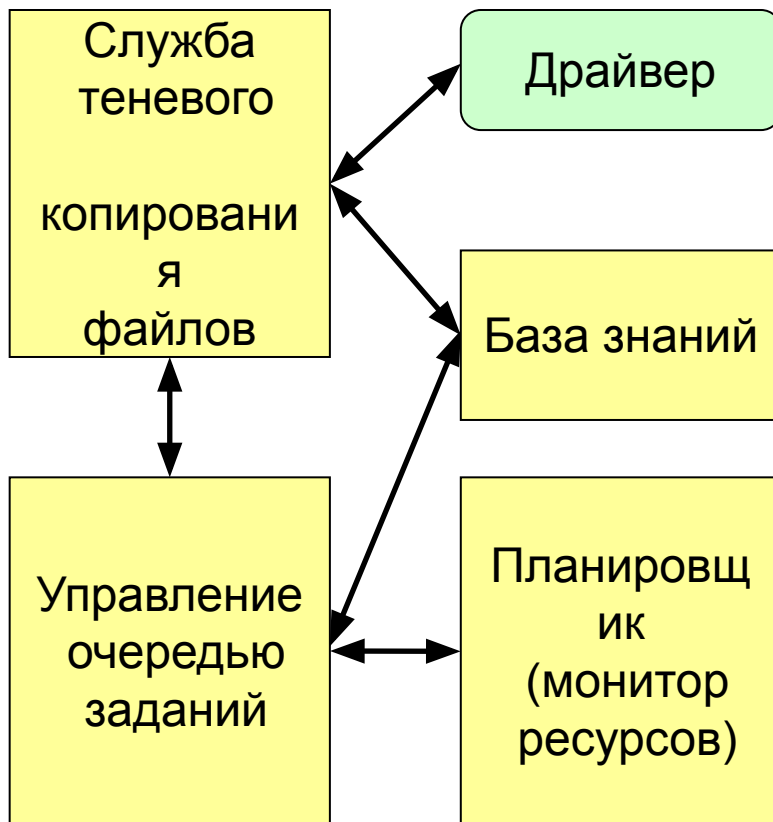 Служба
теневого
копировани
я
файлов
Драйвер
База знаний
Управление
очередью
заданий
Планировщ
ик
(монитор
ресурсов)